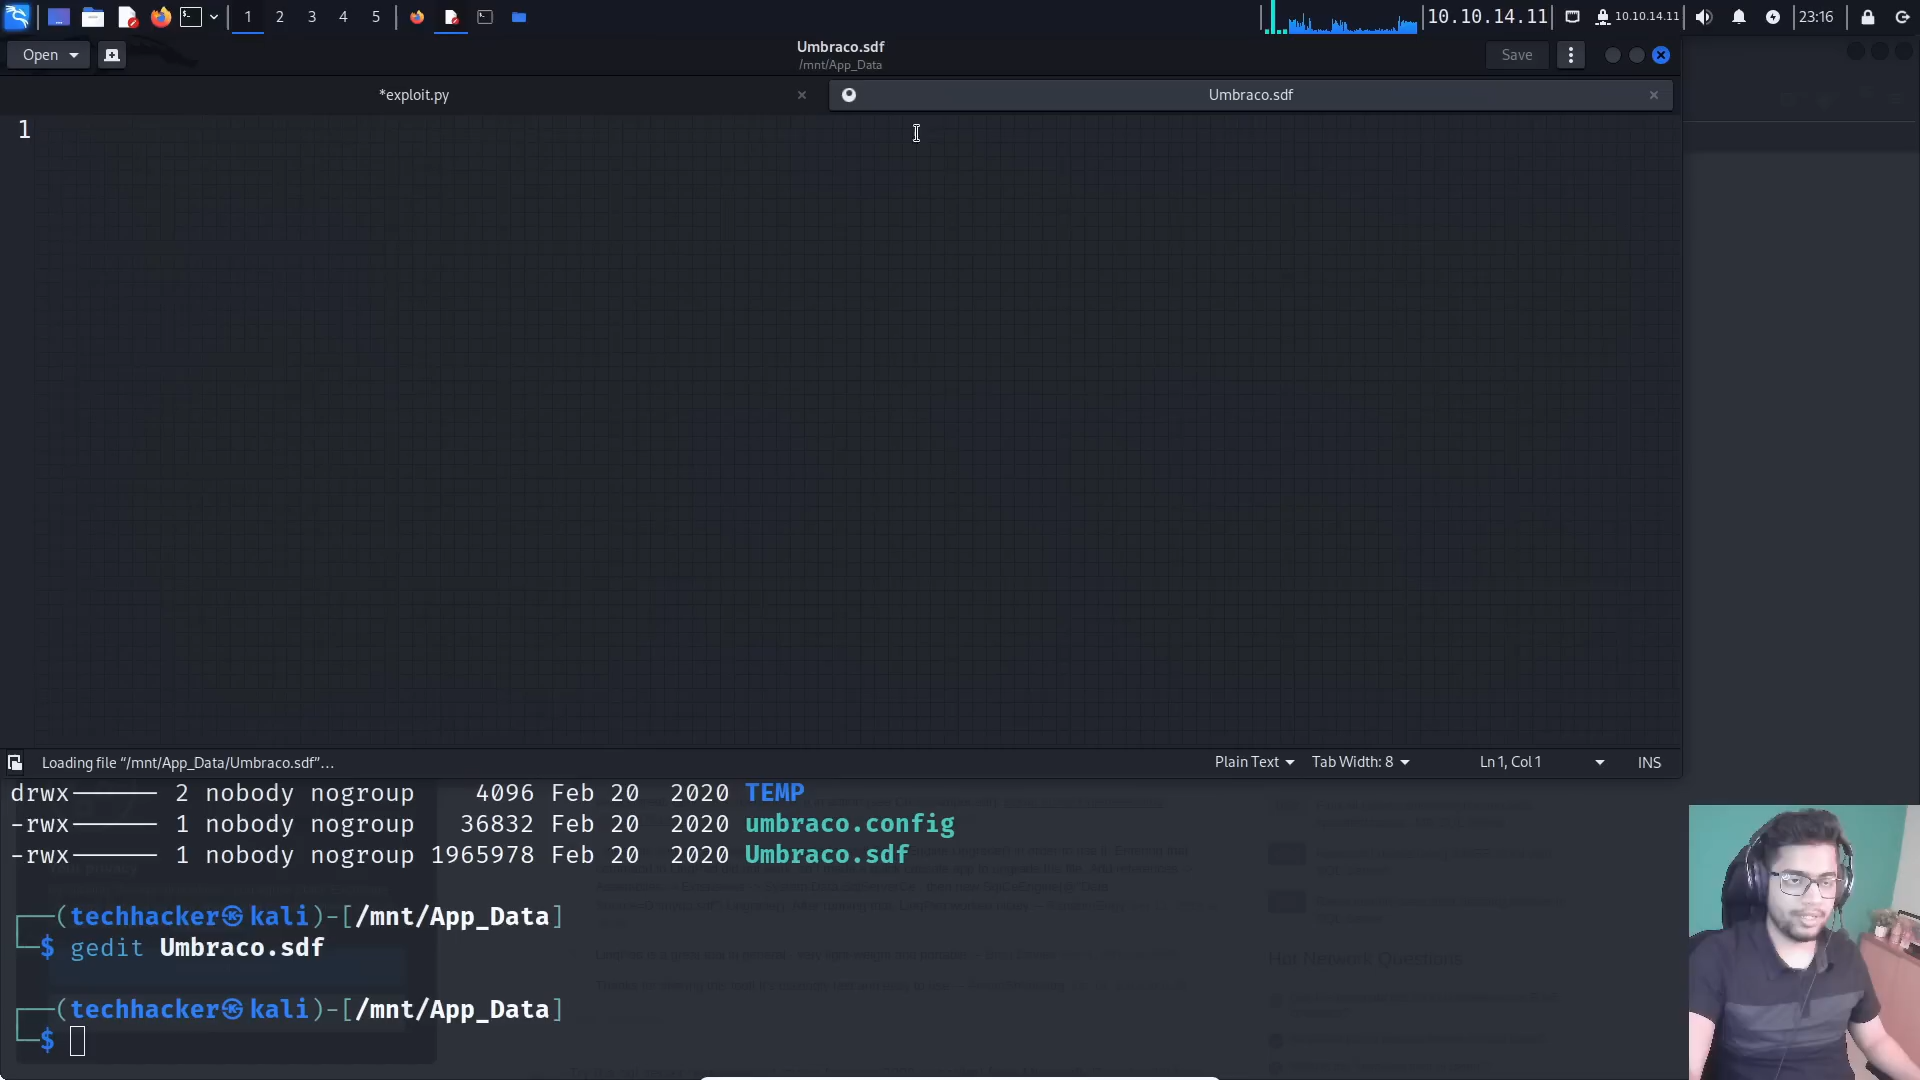 1 2 3 4 5 10.10.14.11 10.10.14.11 23:16
Open Umbraco.sdf Save
/mnt/App_Data
*exploit.py Umbraco.sdf
1
Loading file “/mnt/App_Data/Umbraco.sdf”… Plain Text Tab Width: 8 Ln 1, Col 1 INS
drwx------ 2 nobody nogroup 4096 Feb 20 2020 TEMP
-rwx------ 1 nobody nogroup 36832 Feb 20 2020 umbraco.config
-rwx------ 1 nobody nogroup 1965978 Feb 20 2020 Umbraco.sdf
┌──(techhacker㉿kali)-[/mnt/App_Data]
└─$ gedit Umbraco.sdf
┌──(techhacker㉿kali)-[/mnt/App_Data]
└─$
Hot Network Questions